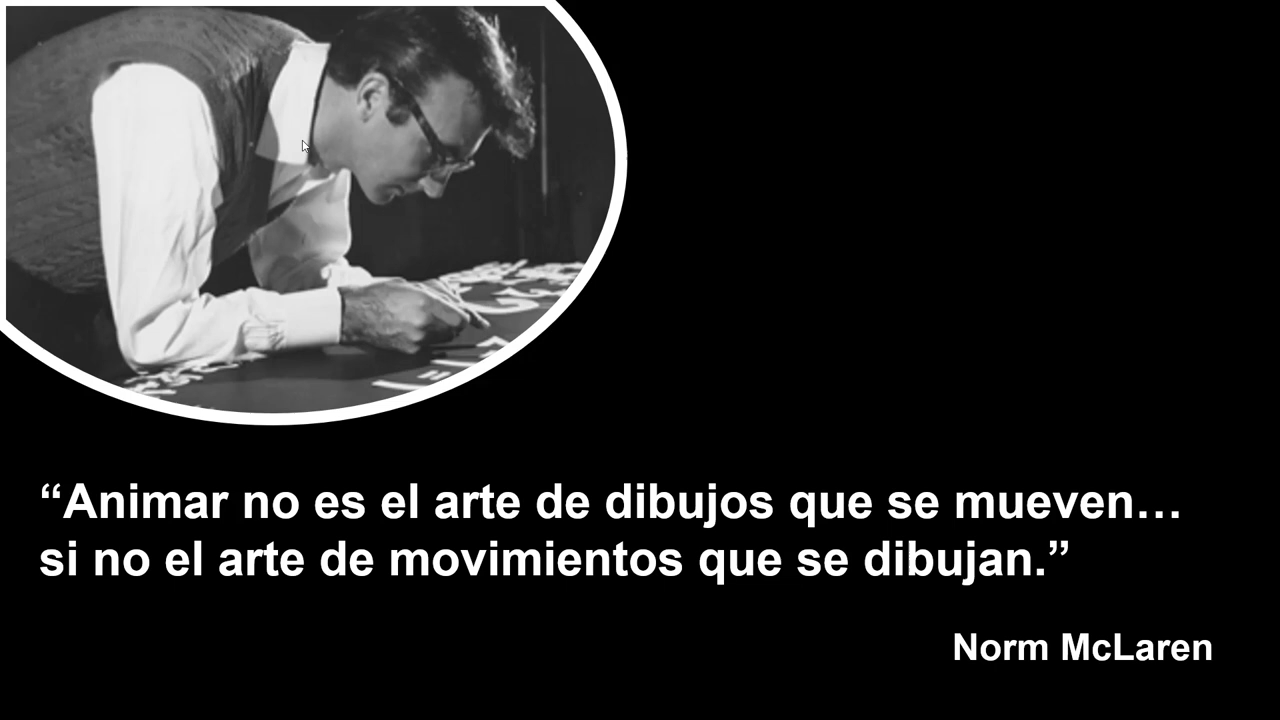 “Animar no es el arte de dibujos que se mueven…
si no el arte de movimientos que se dibujan.”
Norm McLaren